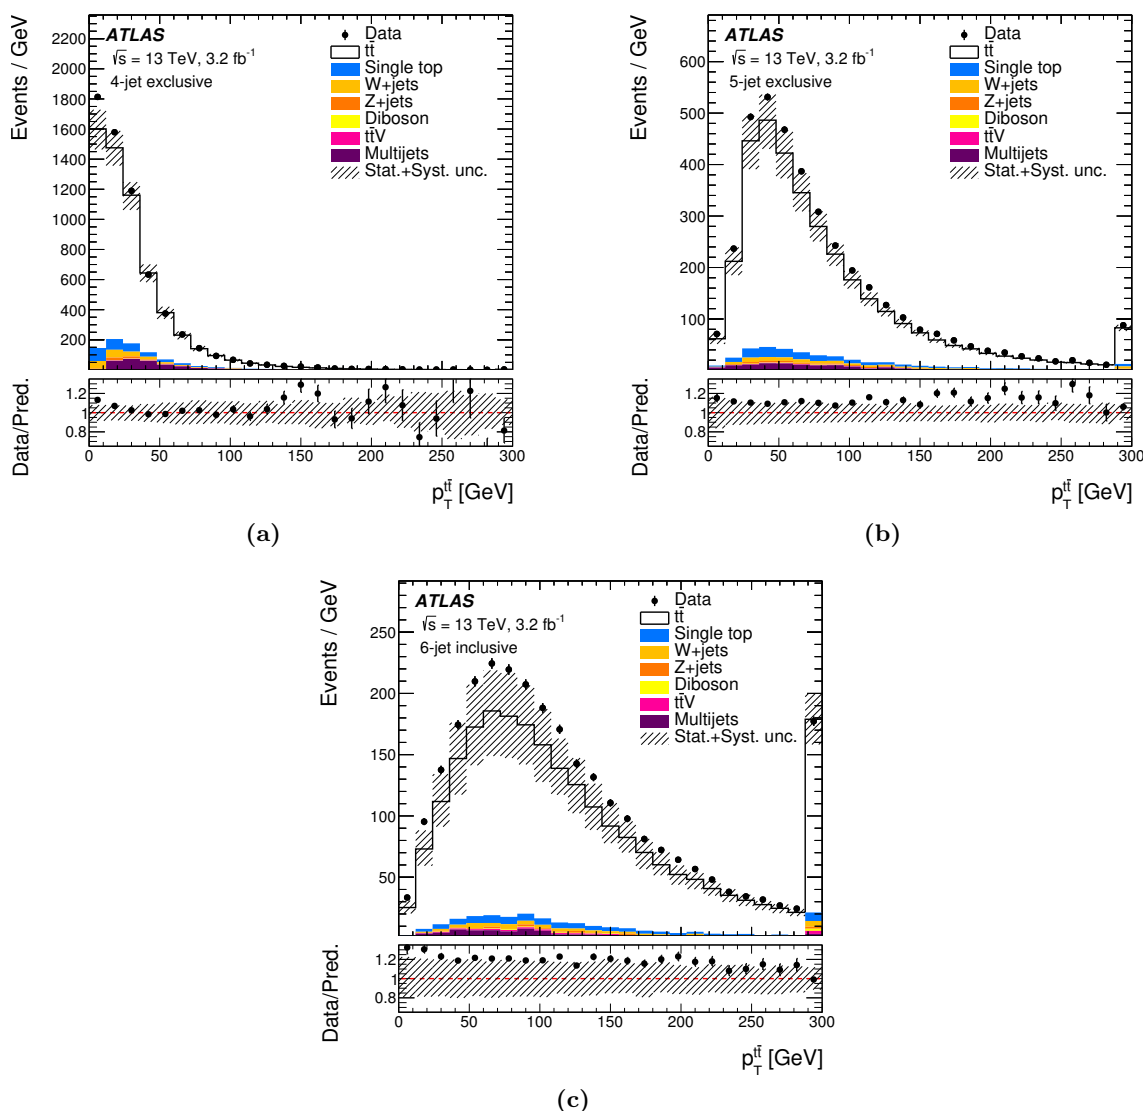 Events / GeV
2200
2000
1800
1600
1400
1200
1000
800
600
400
200
ATLAS
√s = 13 TeV, 3.2 fb⁻¹
4-jet exclusive
Data
tt̄
Single top
W+jets
Z+jets
Diboson
tt̄V
Multijets
Stat.+Syst. unc.
Data/Pred.
1.2
1
0.8
0 50 100 150 200 250 300
p_T^{tt̄} [GeV]
(a)
Events / GeV
600
500
400
300
200
100
ATLAS
√s = 13 TeV, 3.2 fb⁻¹
5-jet exclusive
Data
tt̄
Single top
W+jets
Z+jets
Diboson
tt̄V
Multijets
Stat.+Syst. unc.
Data/Pred.
1.2
1
0.8
0 50 100 150 200 250 300
p_T^{tt̄} [GeV]
(b)
Events / GeV
250
200
150
100
50
ATLAS
√s = 13 TeV, 3.2 fb⁻¹
6-jet inclusive
Data
tt̄
Single top
W+jets
Z+jets
Diboson
tt̄V
Multijets
Stat.+Syst. unc.
Data/Pred.
1.2
1
0.8
0 50 100 150 200 250 300
p_T^{tt̄} [GeV]
(c)